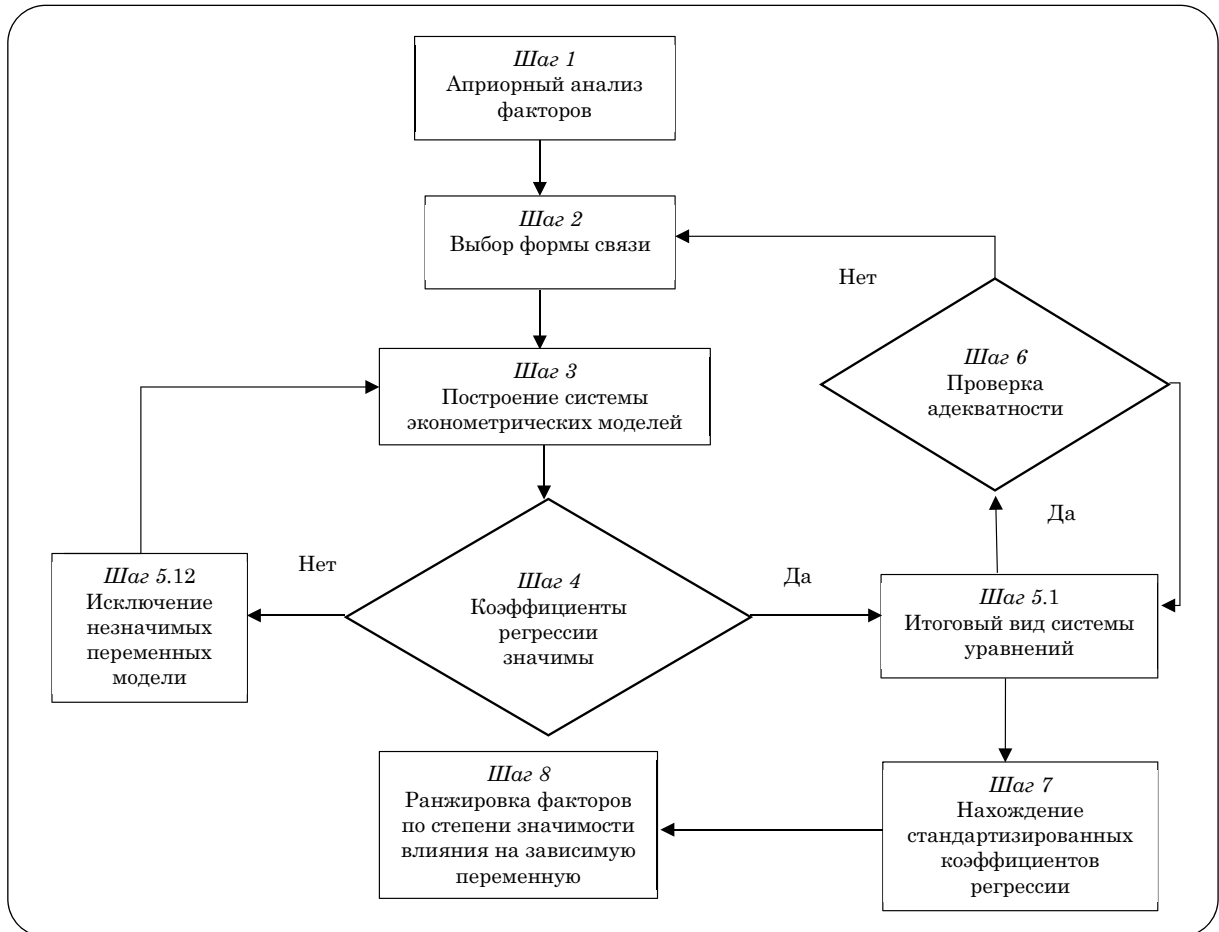 Шаг 1
Априорный анализ
факторов
Шаг 2
Выбор формы связи
Нет
Шаг 6
Проверка
адекватности
Шаг 3
Построение системы
эконометрических моделей
Да
Шаг 5.12
Исключение
незначимых
переменных
модели
Нет
Шаг 4
Коэффициенты
регрессии
значимы
Да
Шаг 5.1
Итоговый вид системы
уравнений
Шаг 8
Ранжировка факторов
по степени значимости
влияния на зависимую
переменную
Шаг 7
Нахождение
стандартизированных
коэффициентов
регрессии